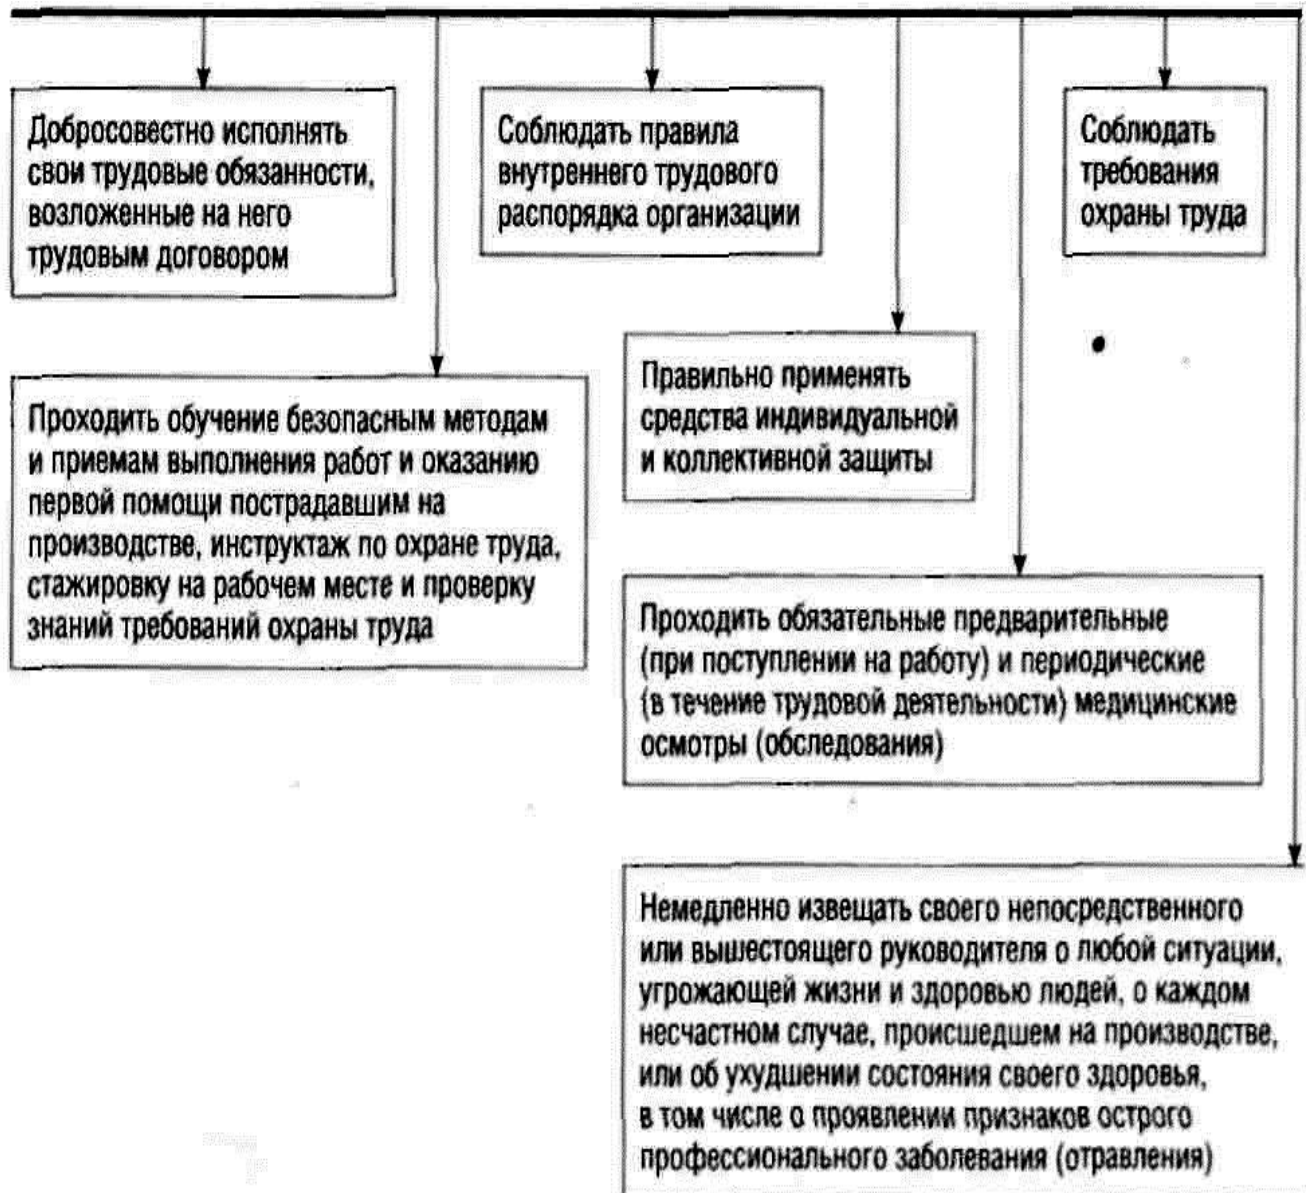 Добросовестно исполнять
свои трудовые обязанности,
возложенные на него
трудовым договором
Соблюдать правила
внутреннего трудового
распорядка организации
Соблюдать
требования
охраны труда
Проходить обучение безопасным методам
и приемам выполнения работ и оказанию
первой помощи пострадавшим на
производстве, инструктаж по охране труда,
стажировку на рабочем месте и проверку
знаний требований охраны труда
Правильно применять
средства индивидуальной
и коллективной защиты
Проходить обязательные предварительные
(при поступлении на работу) и периодические
(в течение трудовой деятельности) медицинские
осмотры (обследования)
Немедленно извещать своего непосредственного
или вышестоящего руководителя о любой ситуации,
угрожающей жизни и здоровью людей, о каждом
несчастном случае, происшедшем на производстве,
или об ухудшении состояния своего здоровья,
в том числе о проявлении признаков острого
профессионального заболевания (отравления)